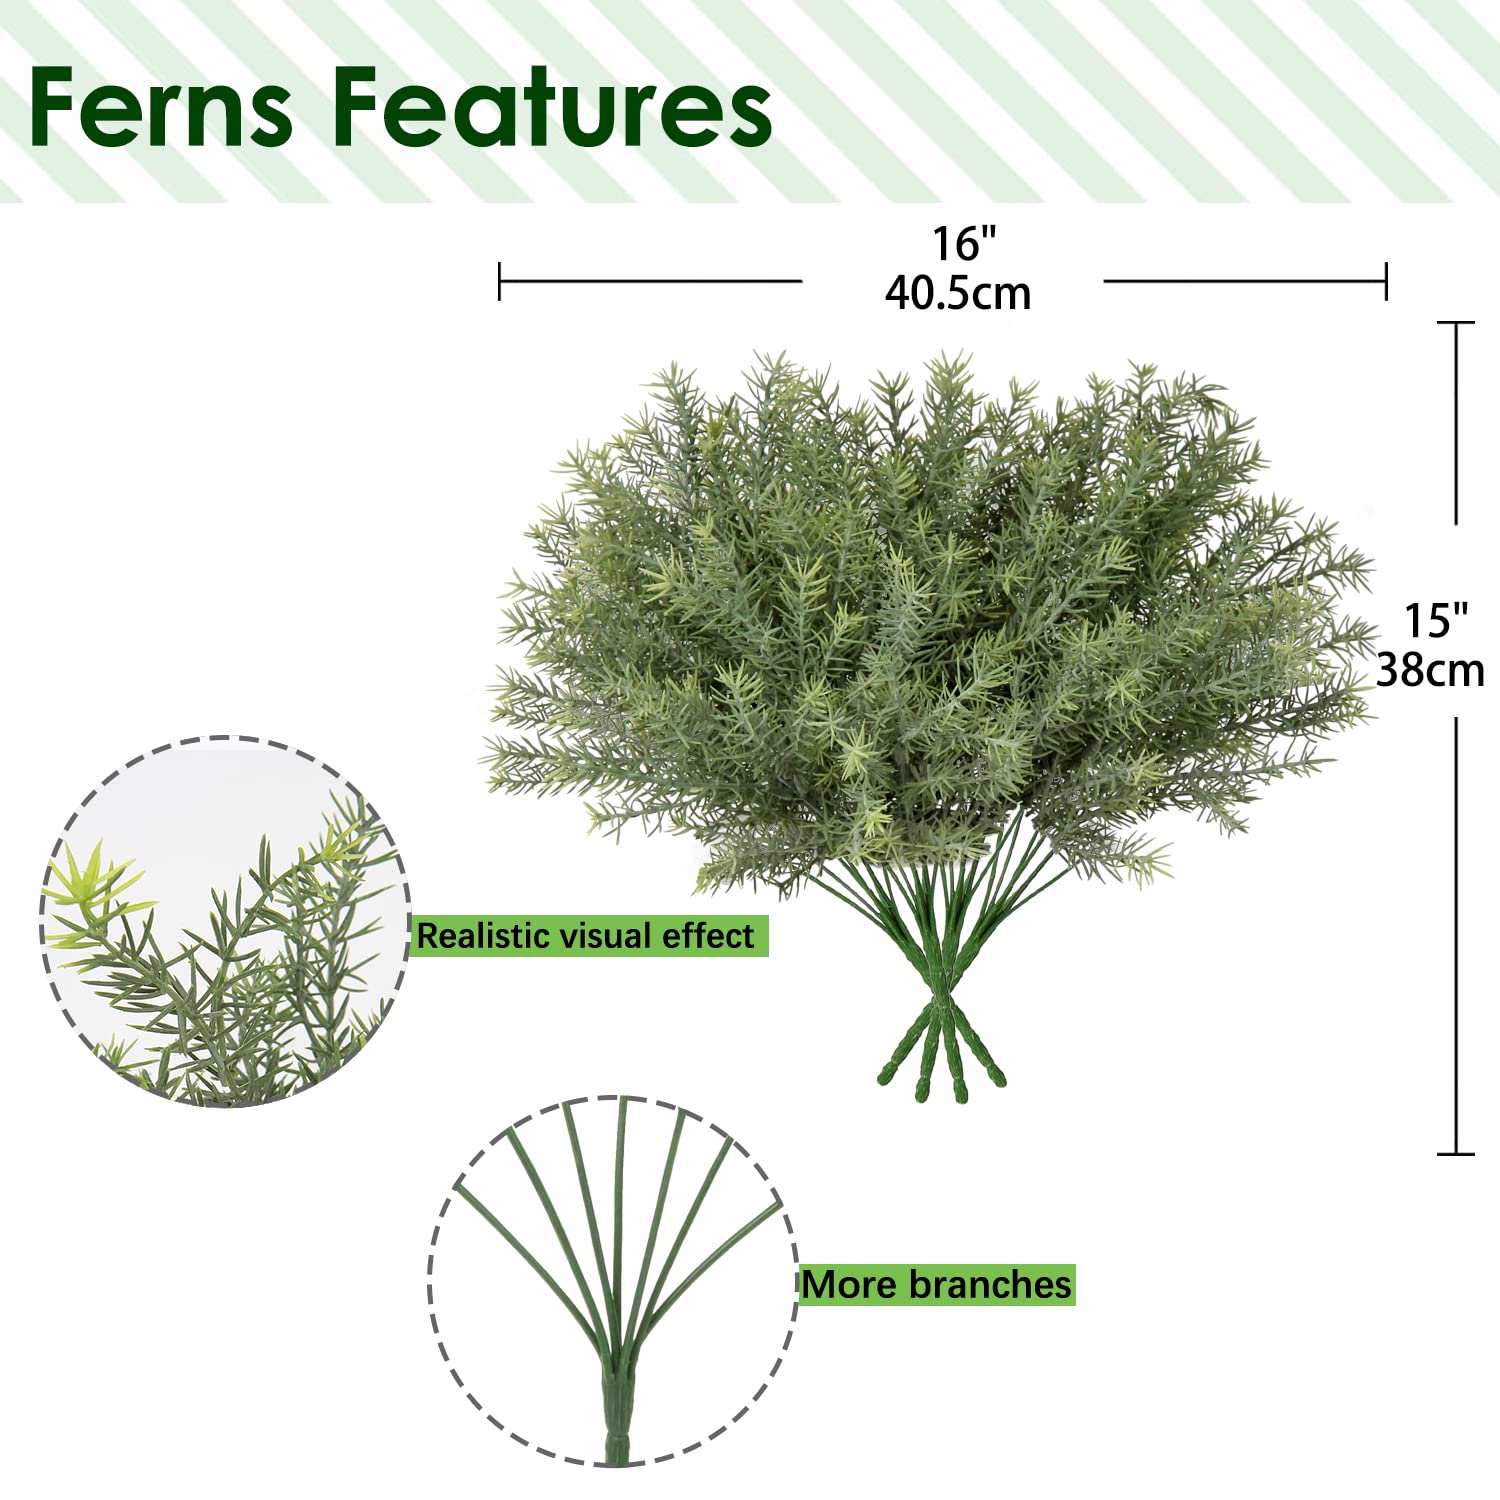 Ferns Features
16"
40.5cm
15"
38cm
Realistic visual effect
More branches